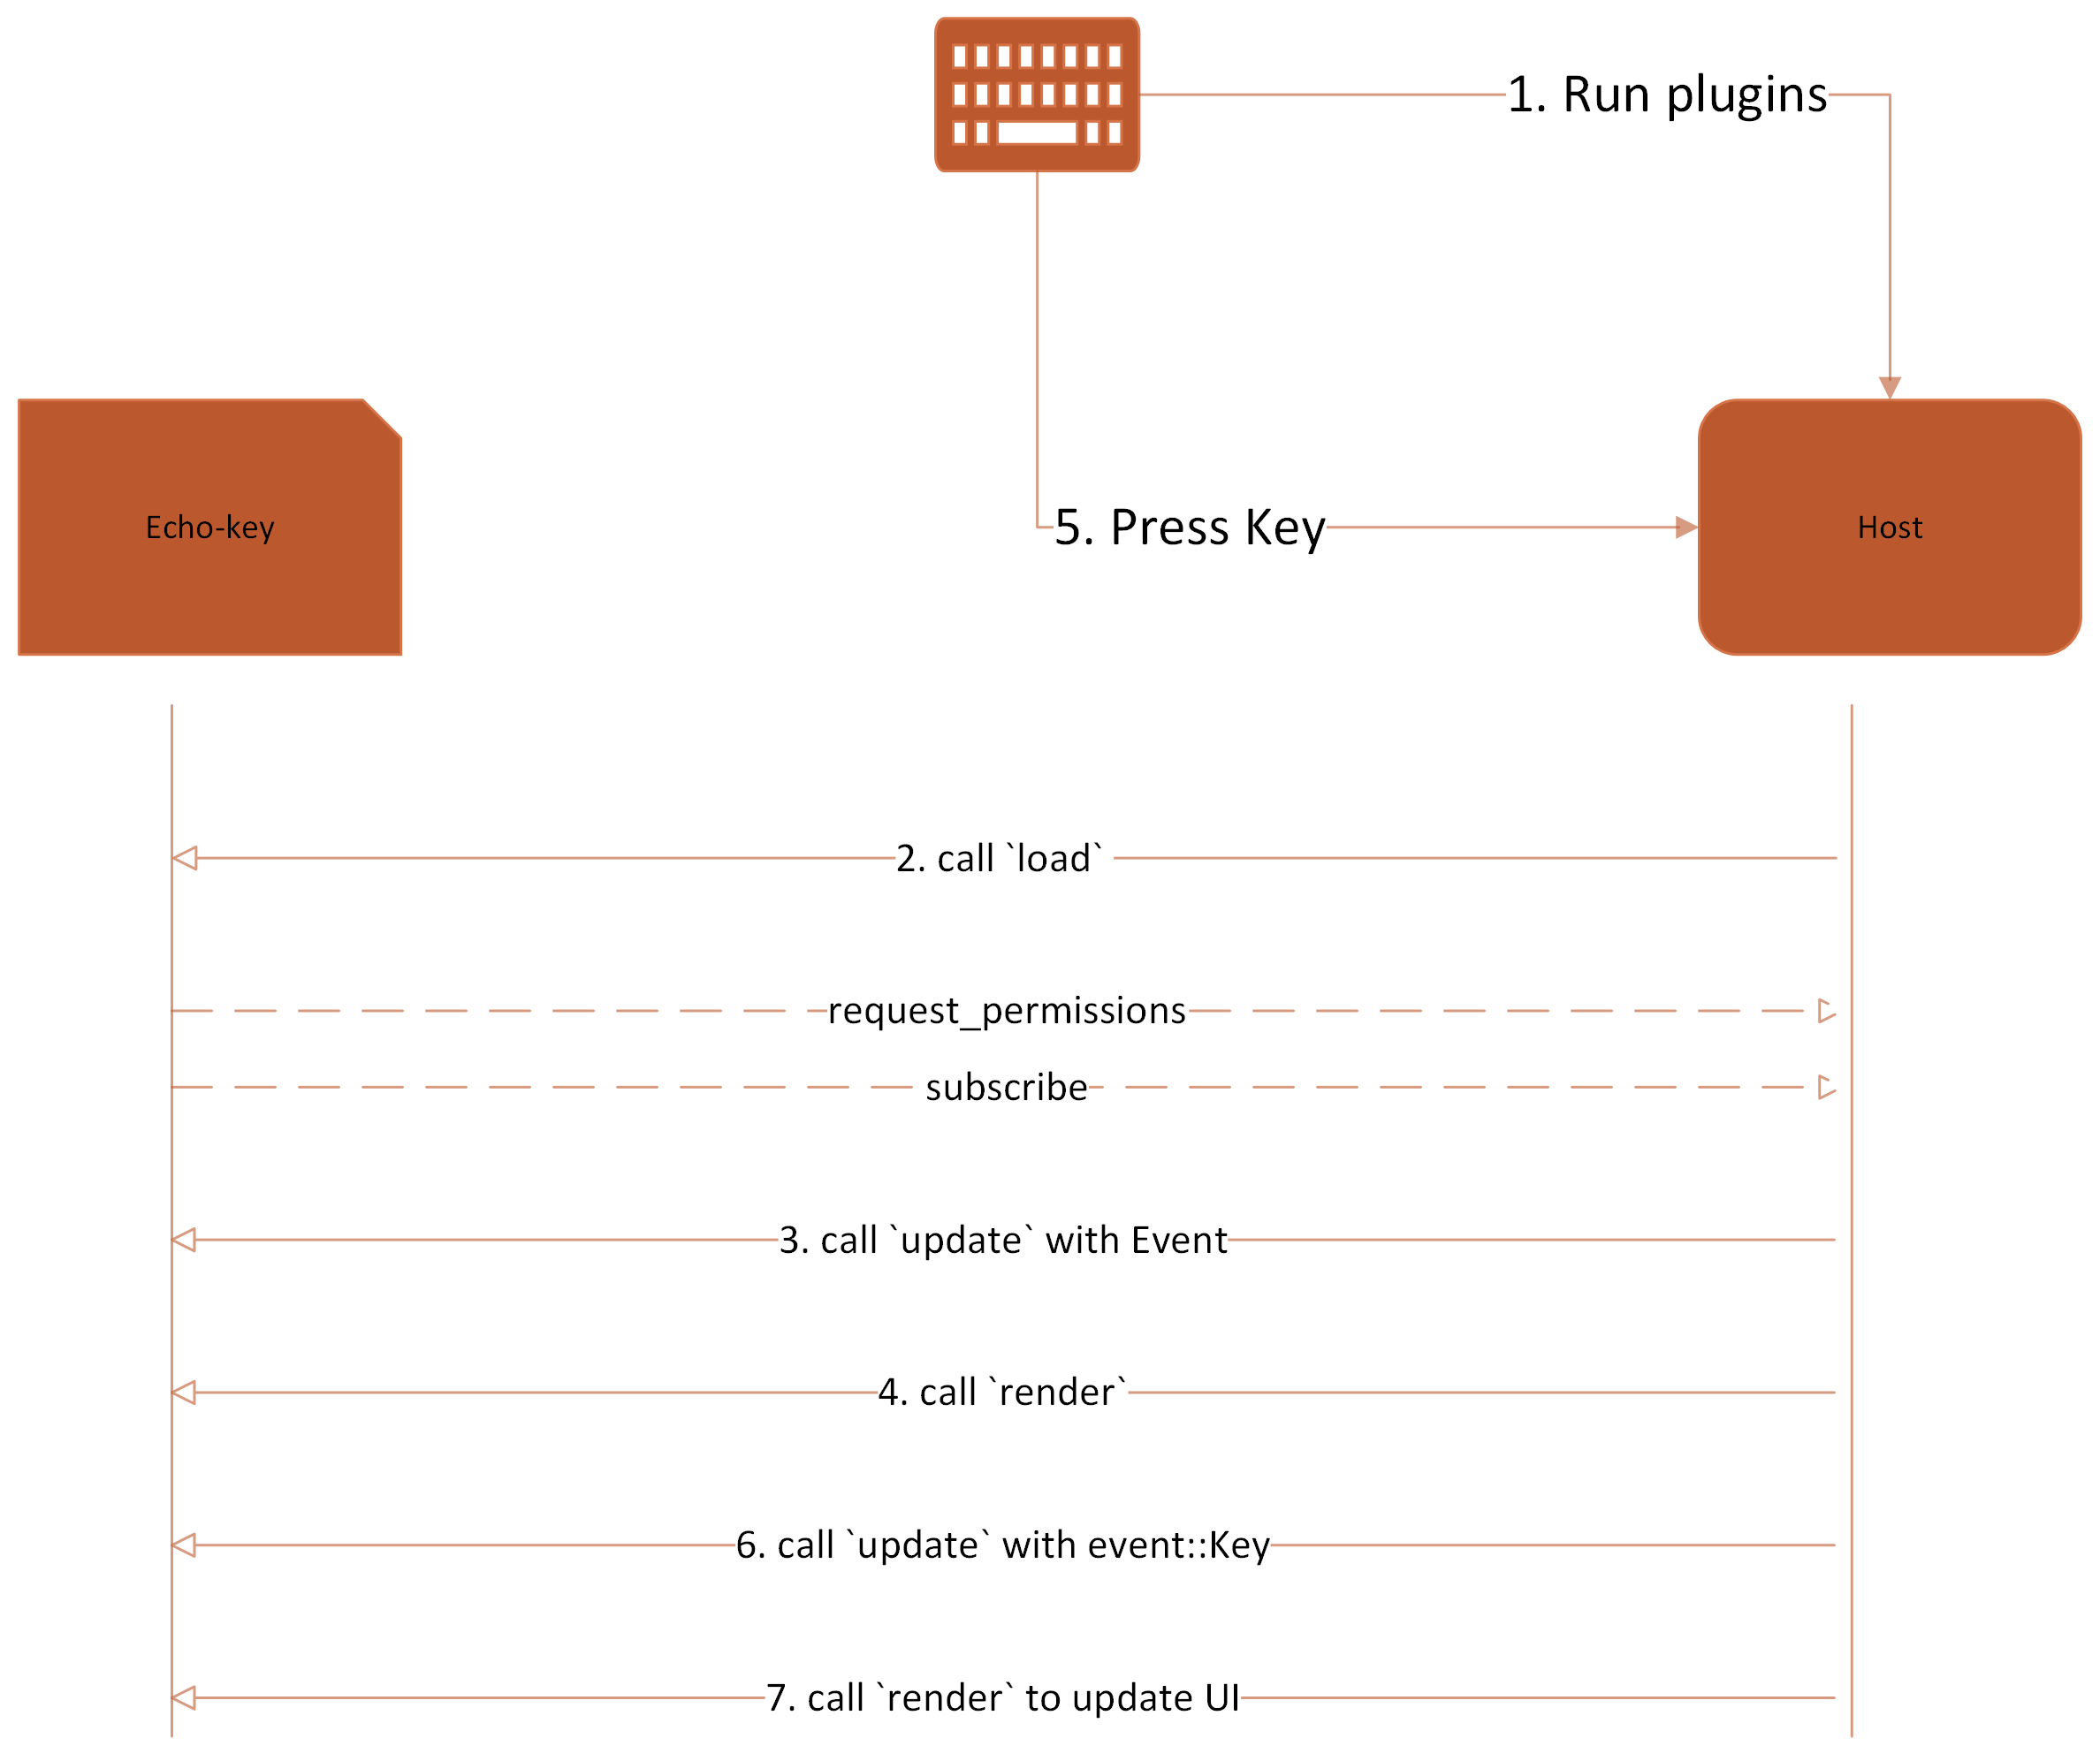 1. Run plugins
Echo-key
5. Press Key
Host
2. call `load`
request_permissions
subscribe
3. call `update` with Event
4. call `render`
6. call `update` with event::Key
7. call `render` to update UI